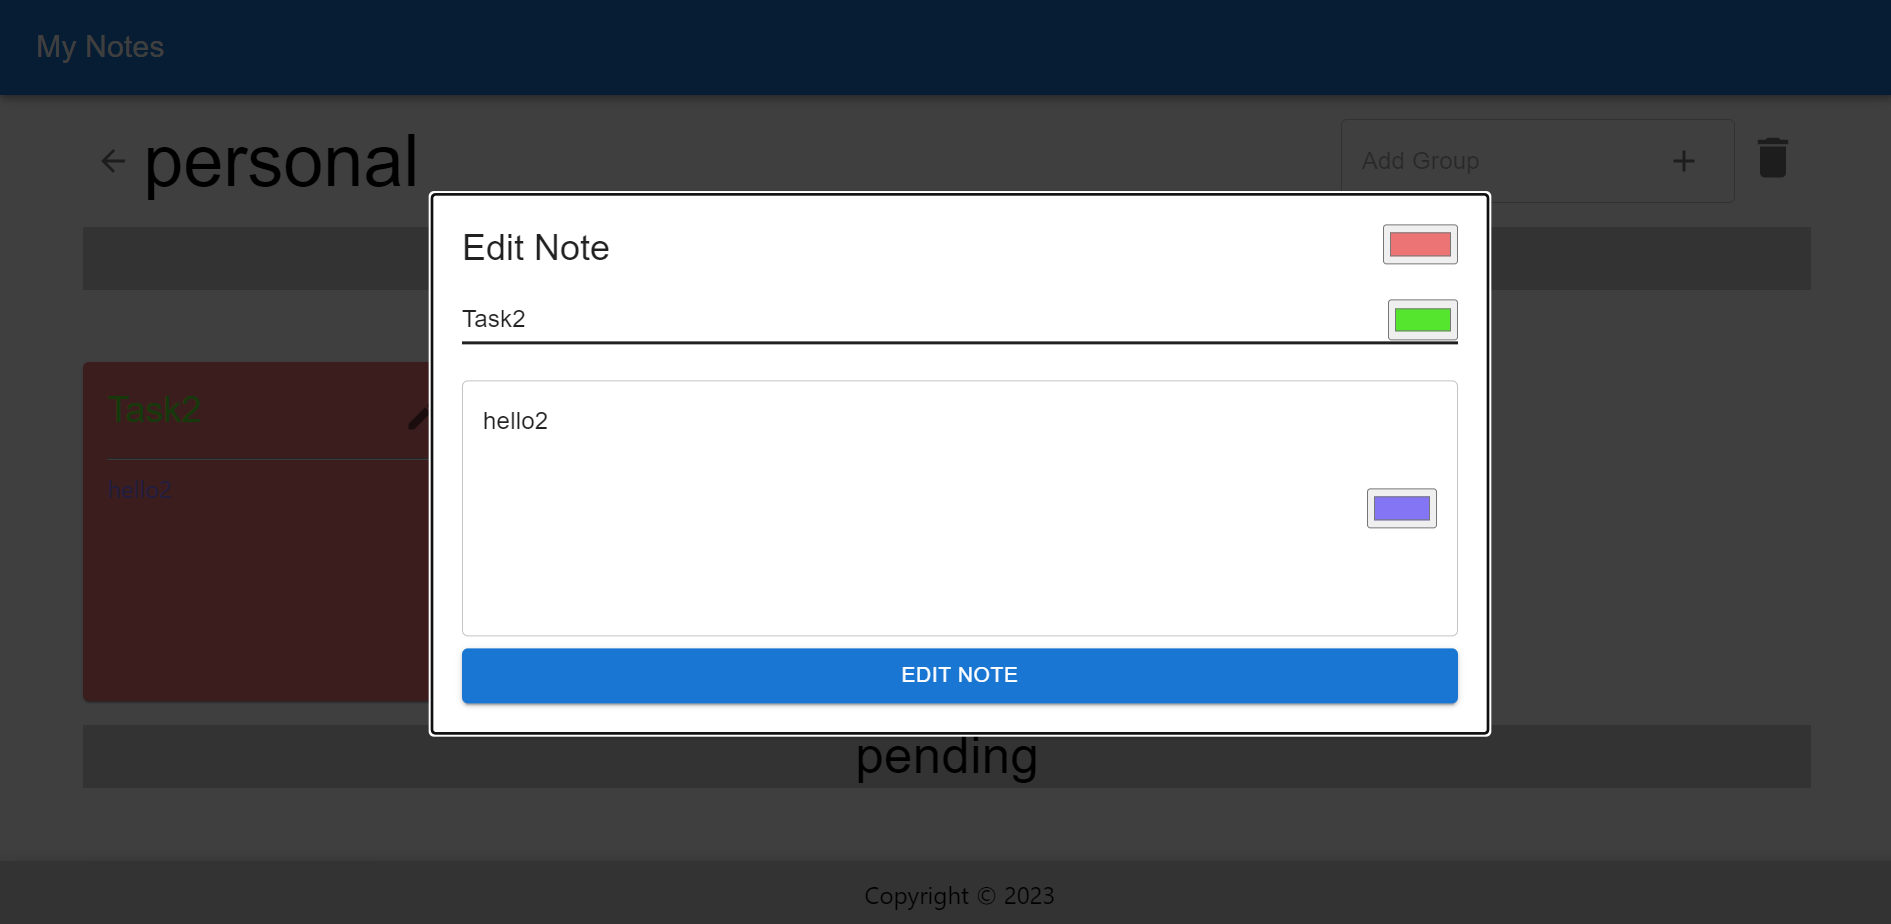 My Notes
personal
Add Group
Edit Note
Task2
hello2
EDIT NOTE
Task2
hello2
pending
Copyright © 2023